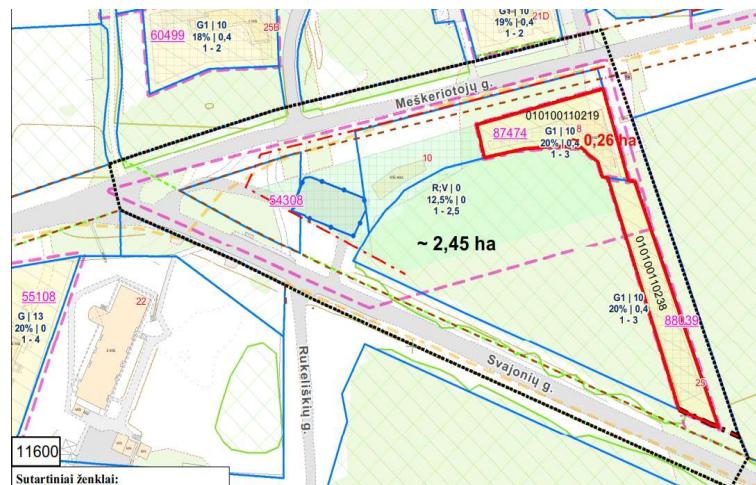 G1 | 10
18% | 0,4
1 - 2
60499
25B
G1 | 10
19% | 0,4
1 - 2
21D
Meškeriotojų g.
010100110219
87474
G1 | 10
20% | 0,4
1 - 3
8
~ 0,26 ha
10
R;V | 0
12,5% | 0
1 - 2,5
54308
~ 2,45 ha
010100110238
G1 | 10
20% | 0,4
1 - 3
88039
25
55108
G | 13
20% | 0
1 - 4
22
Rukeliškių g.
Svajonių g.
11600
Sutartiniai ženklai: